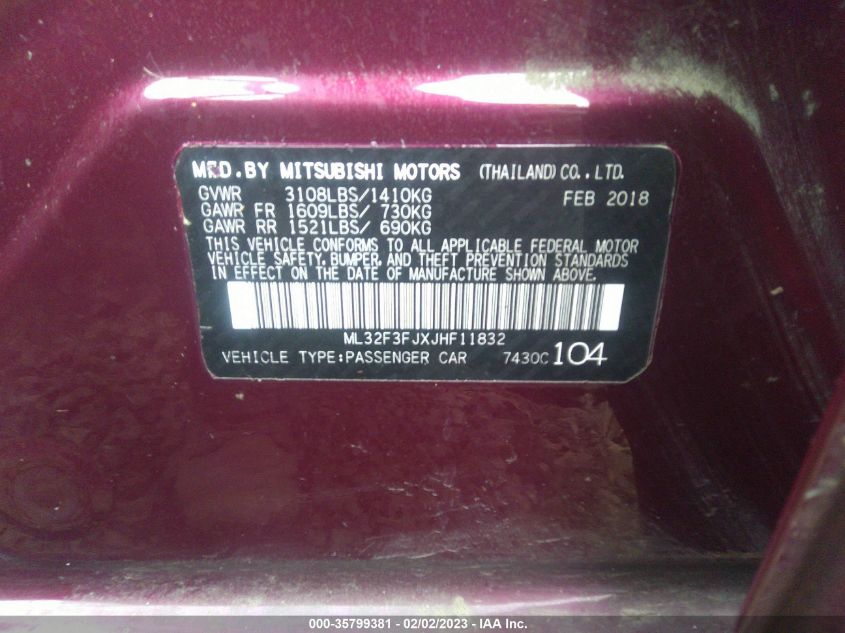 MFD.BY MITSUBISHI MOTORS (THAILAND) CO., LTD.
GVWR 3108LBS/1410KG FEB 2018
GAWR FR 1609LBS/ 730KG
GAWR RR 1521LBS/ 690KG
THIS VEHICLE CONFORMS TO ALL APPLICABLE FEDERAL MOTOR
VEHICLE SAFETY, BUMPER, AND THEFT PREVENTION STANDARDS
IN EFFECT ON THE DATE OF MANUFACTURE SHOWN ABOVE.
ML32F3FJXJHF11832
VEHICLE TYPE:PASSENGER CAR 7430C 104
000-35799381 - 02/02/2023 - IAA Inc.